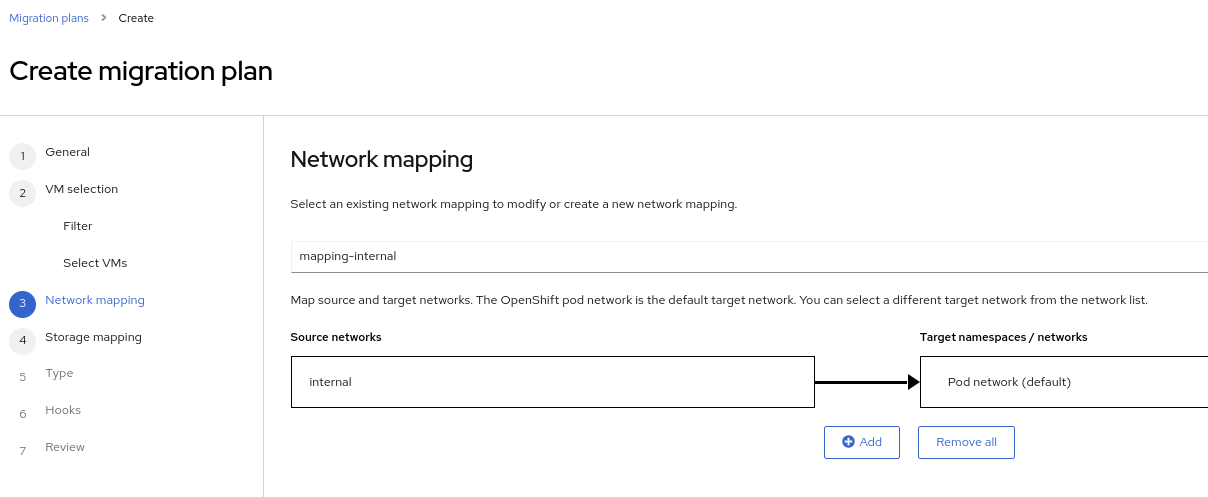 Migration plans > Create
Create migration plan
1 General
2 VM selection
Filter
Select VMs
3 Network mapping
4 Storage mapping
5 Type
6 Hooks
7 Review
Network mapping
Select an existing network mapping to modify or create a new network mapping.
mapping-internal
Map source and target networks. The OpenShift pod network is the default target network. You can select a different target network from the network list.
Source networks
Target namespaces / networks
internal
Pod network (default)
Add
Remove all